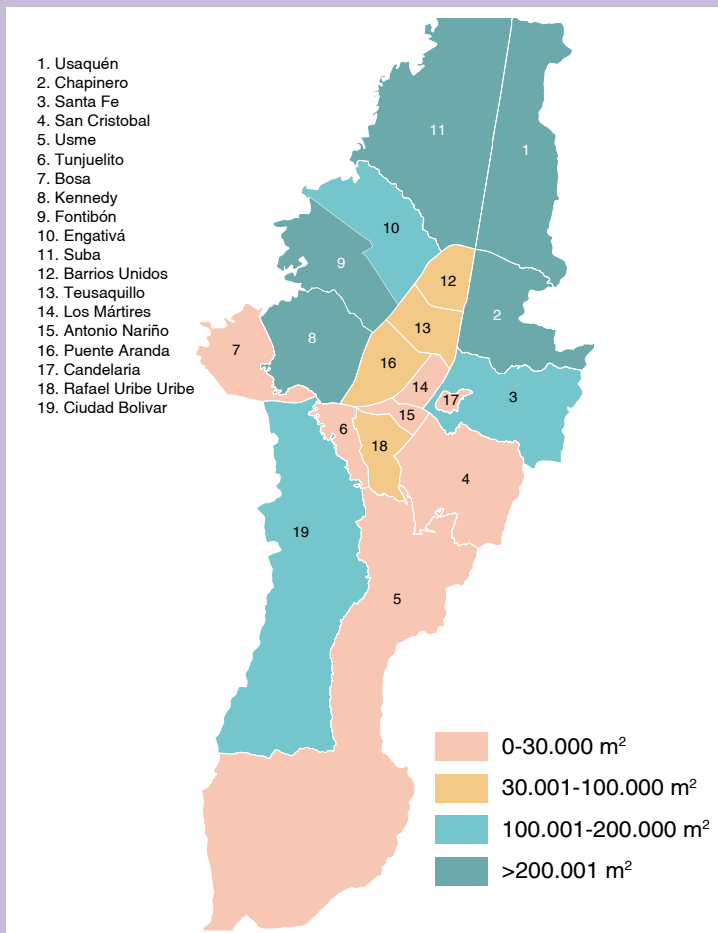 1. Usaquén
2. Chapinero
3. Santa Fe
4. San Cristobal
5. Usme
6. Tunjuelito
7. Bosa
8. Kennedy
9. Fontibón
10. Engativá
11. Suba
12. Barrios Unidos
13. Teusaquillo
14. Los Mártires
15. Antonio Nariño
16. Puente Aranda
17. Candelaria
18. Rafael Uribe Uribe
19. Ciudad Bolivar
11
1
10
9
12
2
13
8
7
16
14
3
17
15
6
18
4
19
5
0-30.000 m²
30.001-100.000 m²
100.001-200.000 m²
>200.001 m²